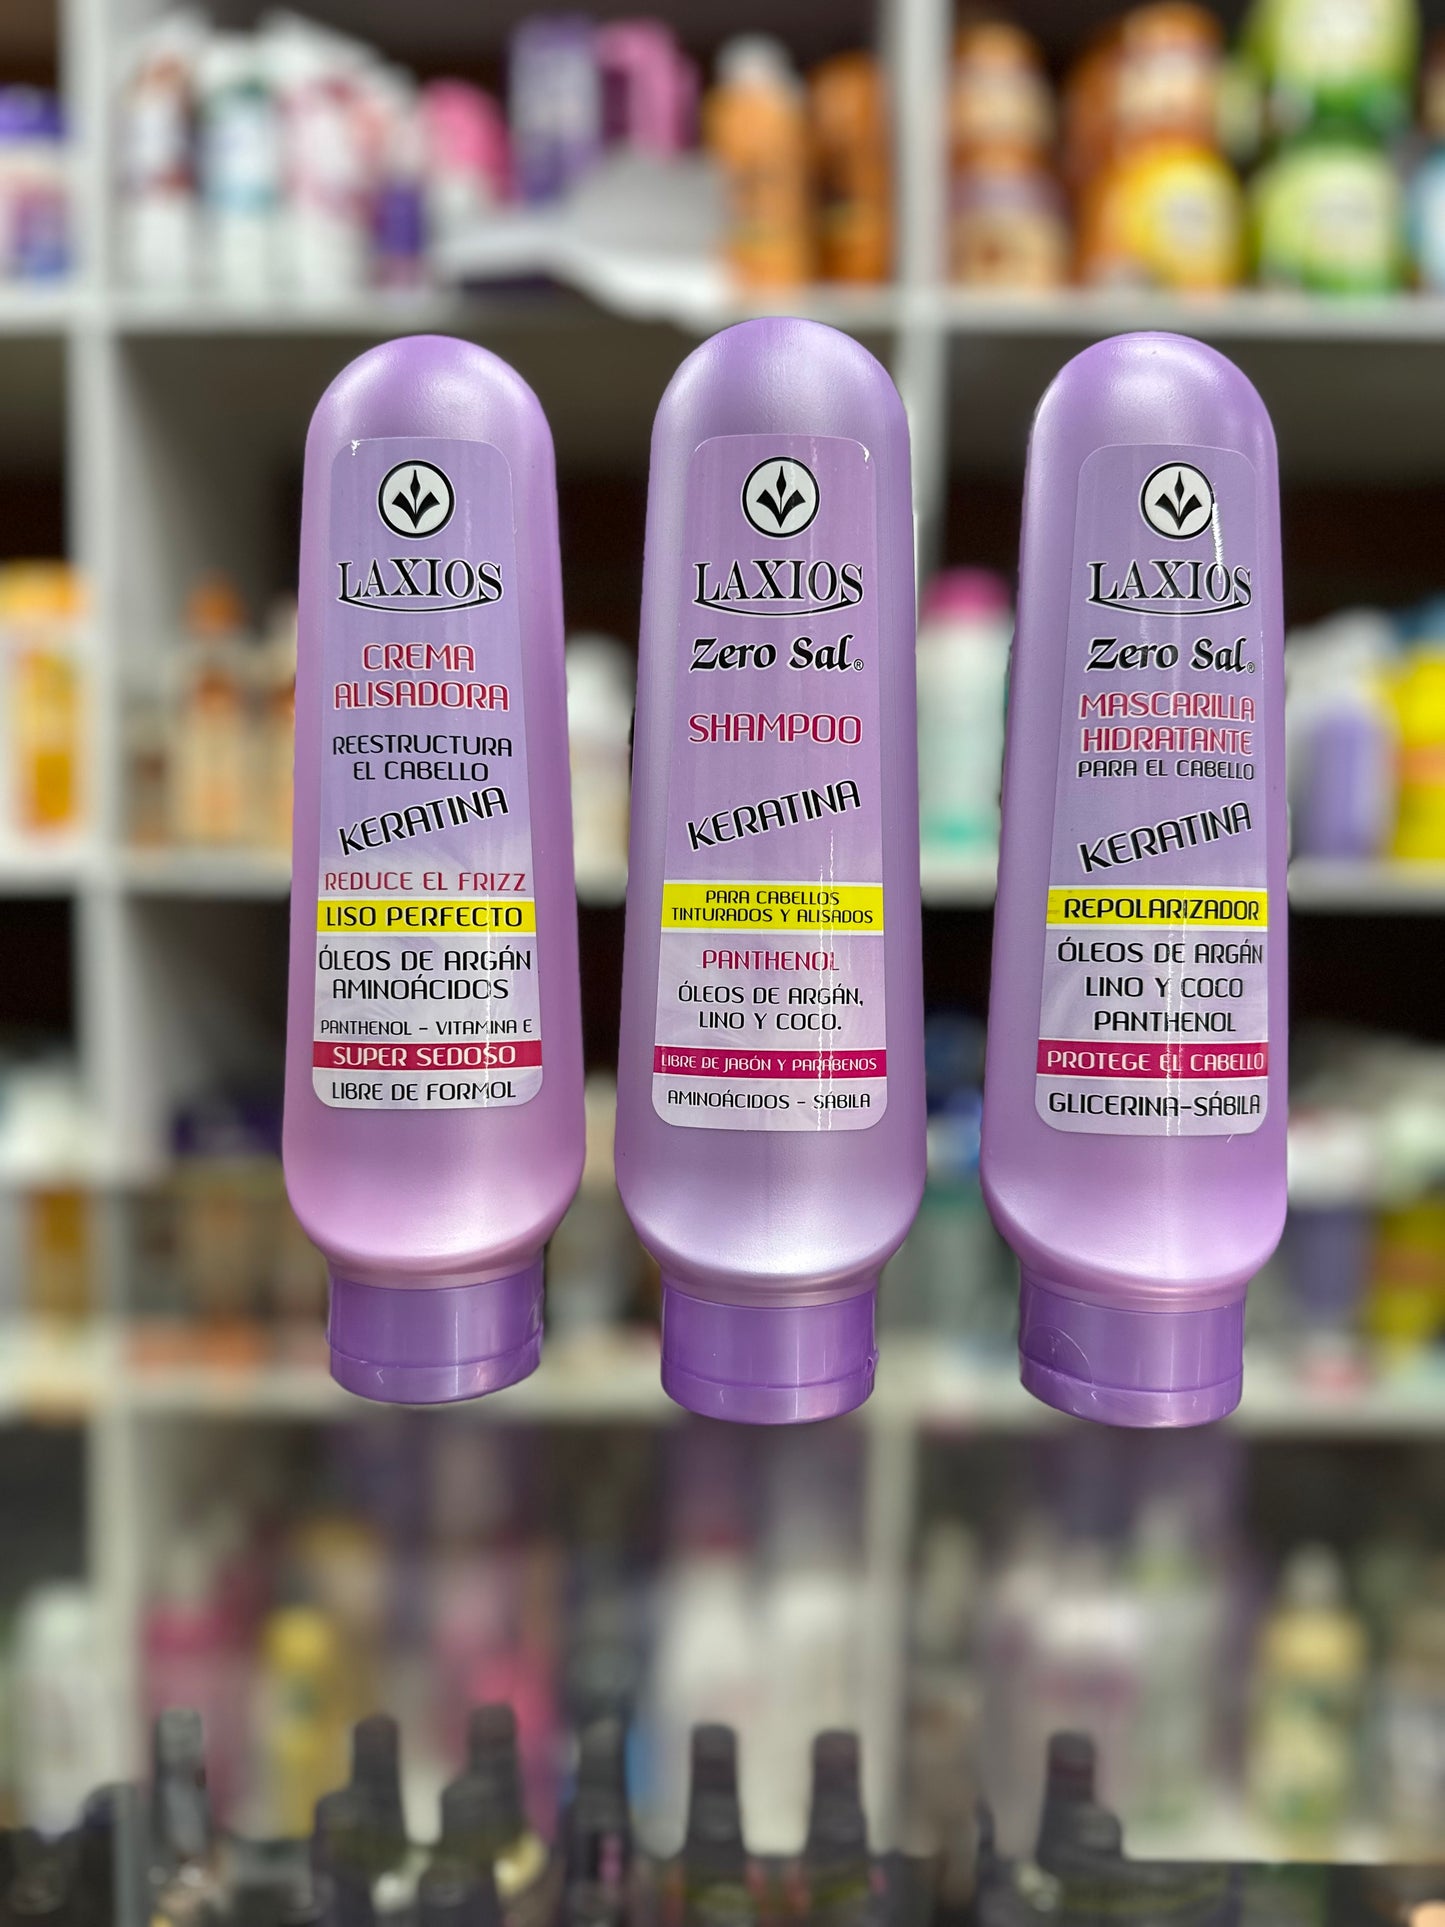 LAXIOS
CREMA
ALISADORA
REESTRUCTURA
EL CABELLO
KERATINA
REDUCE EL FRIZZ
LISO PERFECTO
ÓLEOS DE ARGÁN
AMINOÁCIDOS
PANTHENOL - VITAMINA E
SUPER SEDOSO
LIBRE DE FORMOL
LAXIOS
Zero Sal®
SHAMPOO
KERATINA
PARA CABELLOS
TINTURADOS Y ALISADOS
PANTHENOL
ÓLEOS DE ARGÁN,
LINO Y COCO.
LIBRE DE JABÓN Y PARÁBENOS
AMINOÁCIDOS - SÁBILA
LAXIOS
Zero Sal®
MASCARILLA
HIDRATANTE
PARA EL CABELLO
KERATINA
REPOLARIZADOR
ÓLEOS DE ARGÁN
LINO Y COCO
PANTHENOL
PROTEGE EL CABELLO
GLICERINA-SÁBILA